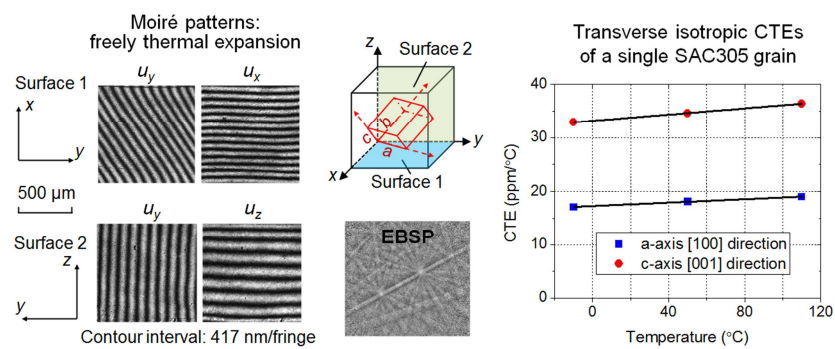 Moiré patterns:
freely thermal expansion
Surface 1
u_y
u_x
x
y
500 μm
Surface 2
u_y
u_z
z
y
Contour interval: 417 nm/fringe
z
Surface 2
b
c
a
y
x
Surface 1
EBSP
Transverse isotropic CTEs
of a single SAC305 grain
CTE (ppm/°C)
40
30
20
10
0
a-axis [100] direction
c-axis [001] direction
0 40 80 120
Temperature (°C)